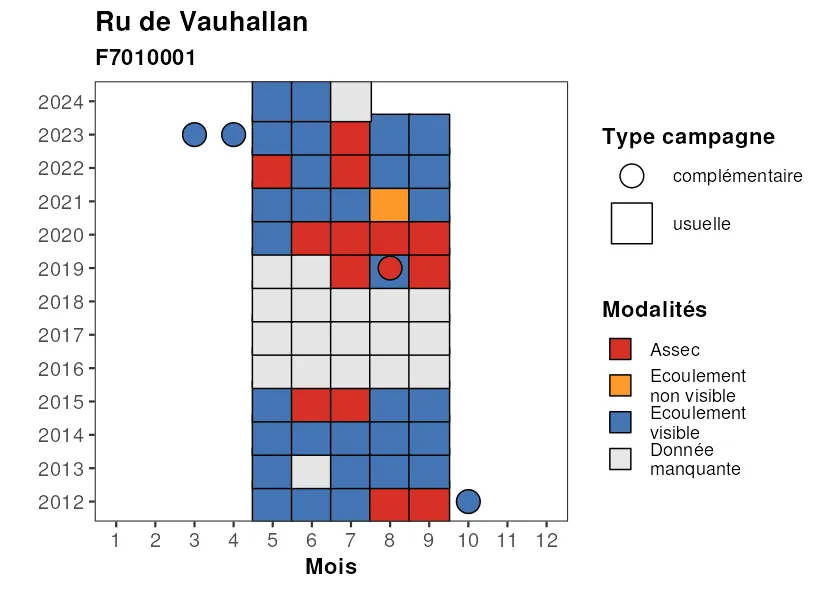 Ru de Vauhallan
F7010001
2024
2023
2022
2021
2020
2019
2018
2017
2016
2015
2014
2013
2012
1 2 3 4 5 6 7 8 9 10 11 12
Mois
Type campagne
complémentaire
usuelle
Modalités
Assec
Ecoulement
non visible
Ecoulement
visible
Donnée
manquante